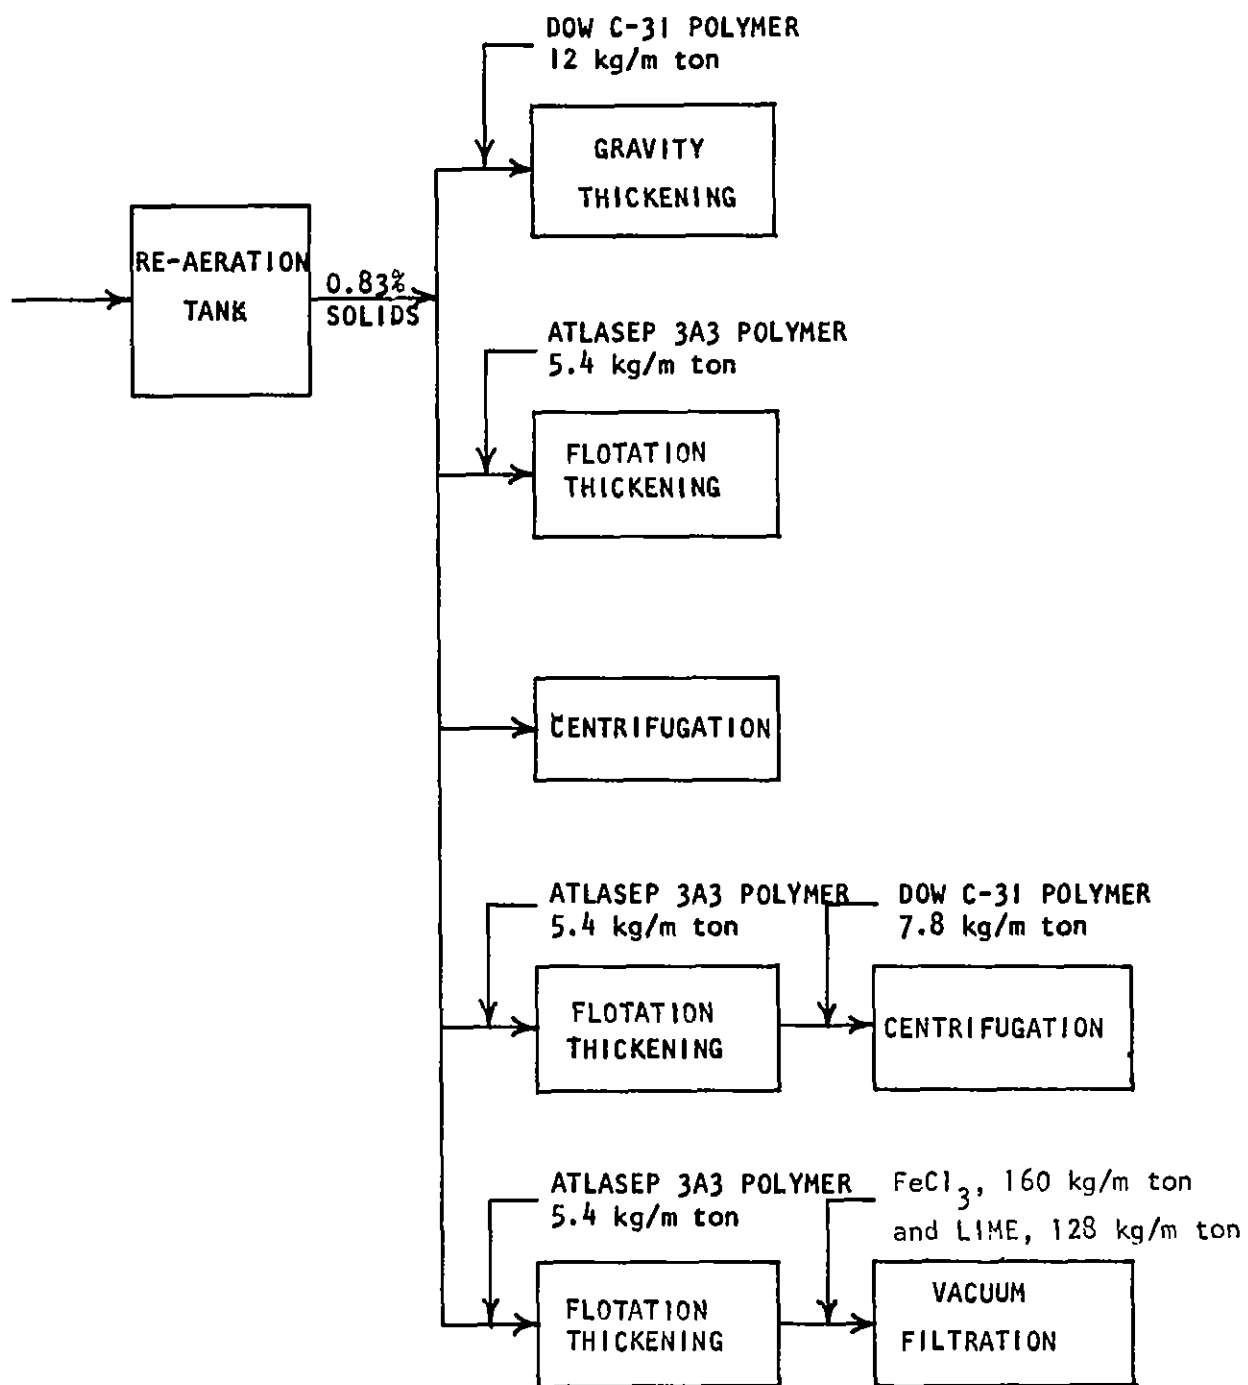 DOW C-31 POLYMER
12 kg/m ton
GRAVITY
THICKENING
RE-AERATION
TANK
0.83%
SOLIDS
ATLASEP 3A3 POLYMER
5.4 kg/m ton
FLOTATION
THICKENING
CENTRIFUGATION
ATLASEP 3A3 POLYMER
5.4 kg/m ton
DOW C-31 POLYMER
7.8 kg/m ton
FLOTATION
THICKENING
CENTRIFUGATION
ATLASEP 3A3 POLYMER
5.4 kg/m ton
FeCl3, 160 kg/m ton
and LIME, 128 kg/m ton
FLOTATION
THICKENING
VACUUM
FILTRATION